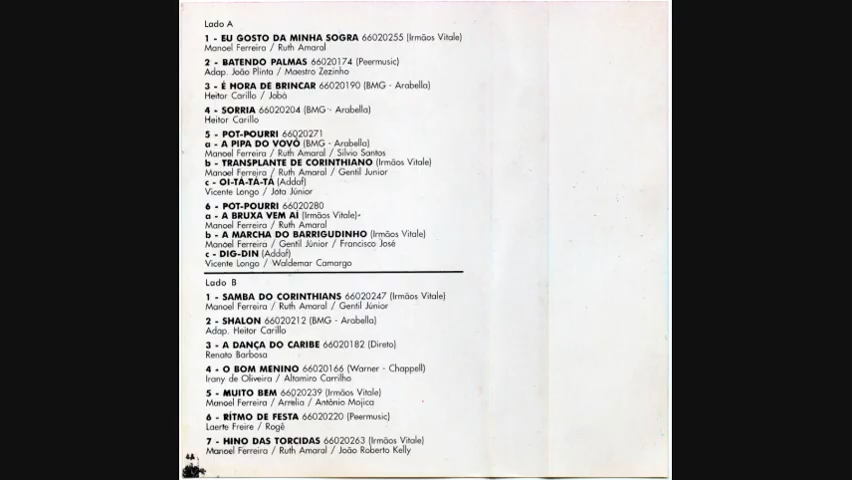 Lado A
1 - EU GOSTO DA MINHA SOGRA 66020255 (Irmãos Vitale)
Manoel Ferreira / Ruth Amaral
2 - BATENDO PALMAS 66020174 (Peermusic)
Adap. João Plinta / Maestro Zezinho
3 - É HORA DE BRINCAR 66020190 (BMG - Arabella)
Heitor Carillo / Jobá
4 - SORRIA 66020204 (BMG - Arabella)
Heitor Carillo
5 - POT-POURRI 66020271
a - A PIPA DO VOVÔ (BMG - Arabella)
Manoel Ferreira / Ruth Amaral / Silvio Santos
b - TRANSPLANTE DE CORINTHIANO (Irmãos Vitale)
Manoel Ferreira / Ruth Amaral / Gentil Junior
c - OI-TÁ-TÁ-TÁ (Addaf)
Vicente Longo / Jota Júnior
6 - POT-POURRI 66020280
a - A BRUXA VEM AÍ (Irmãos Vitale)-
Manoel Ferreira / Ruth Amaral
b - A MARCHA DO BARRIGUDINHO (Irmãos Vitale)
Manoel Ferreira / Gentil Júnior / Francisco José
c - DIG-DIN (Addaf)
Vicente Longo / Waldemar Camargo
Lado B
1 - SAMBA DO CORINTHIANS 66020247 (Irmãos Vitale)
Manoel Ferreira / Ruth Amaral / Gentil Júnior
2 - SHALON 66020212 (BMG - Arabella)
Adap. Heitor Carillo
3 - A DANÇA DO CARIBE 66020182 (Direto)
Renato Barbosa
4 - O BOM MENINO 66020166 (Warner - Chappell)
Irany de Oliveira / Altamiro Carrilho
5 - MUITO BEM 66020239 (Irmãos Vitale)
Manoel Ferreira / Arrelia / Antônio Mojica
6 - RÍTMO DE FESTA 66020220 (Peermusic)
Laerte Freire / Rogê
7 - HINO DAS TORCIDAS 66020263 (Irmãos Vitale)
Manoel Ferreira / Ruth Amaral / João Roberto Kelly